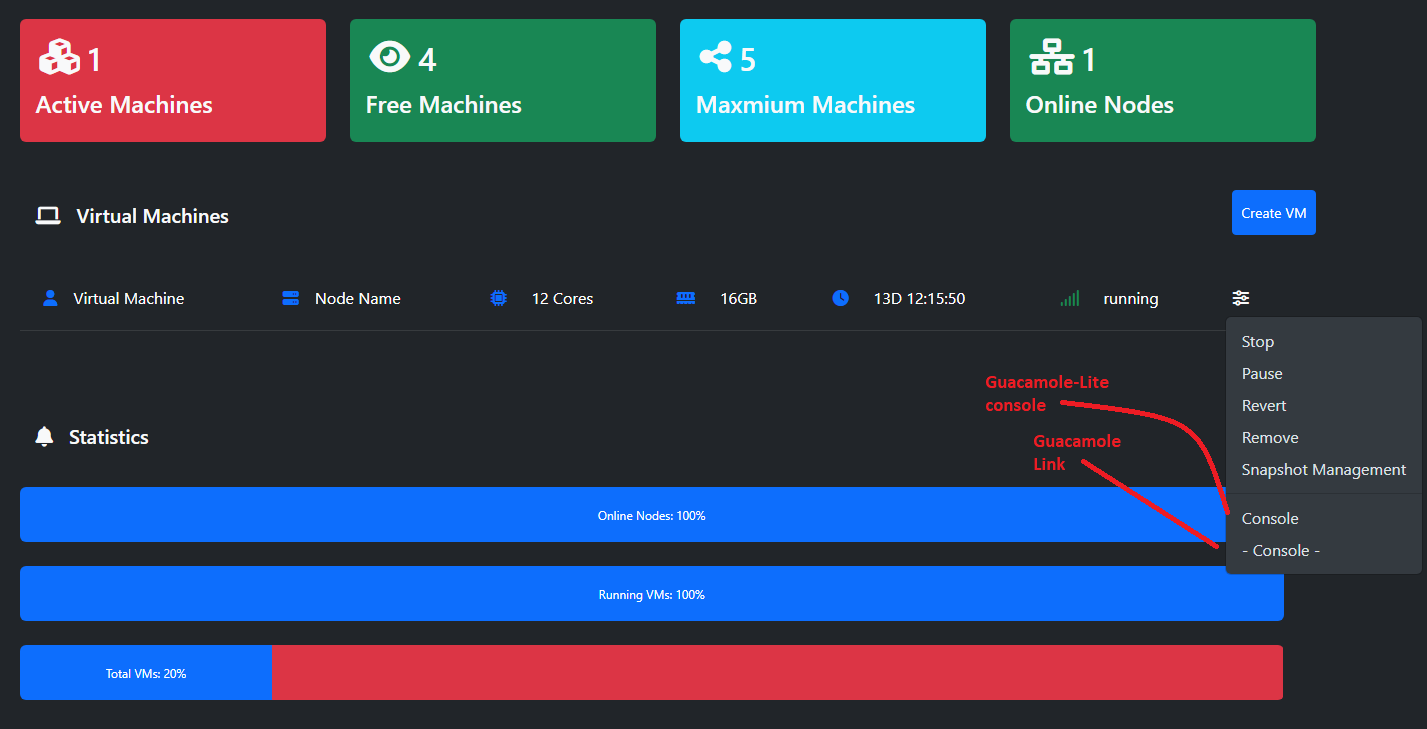 1
Active Machines
4
Free Machines
5
Maxmium Machines
1
Online Nodes
Virtual Machines
Create VM
Virtual Machine
Node Name
12 Cores
16GB
13D 12:15:50
running
Stop
Pause
Revert
Remove
Snapshot Management
Console
- Console -
Guacamole-Lite
console
Guacamole
Link
Statistics
Online Nodes: 100%
Running VMs: 100%
Total VMs: 20%